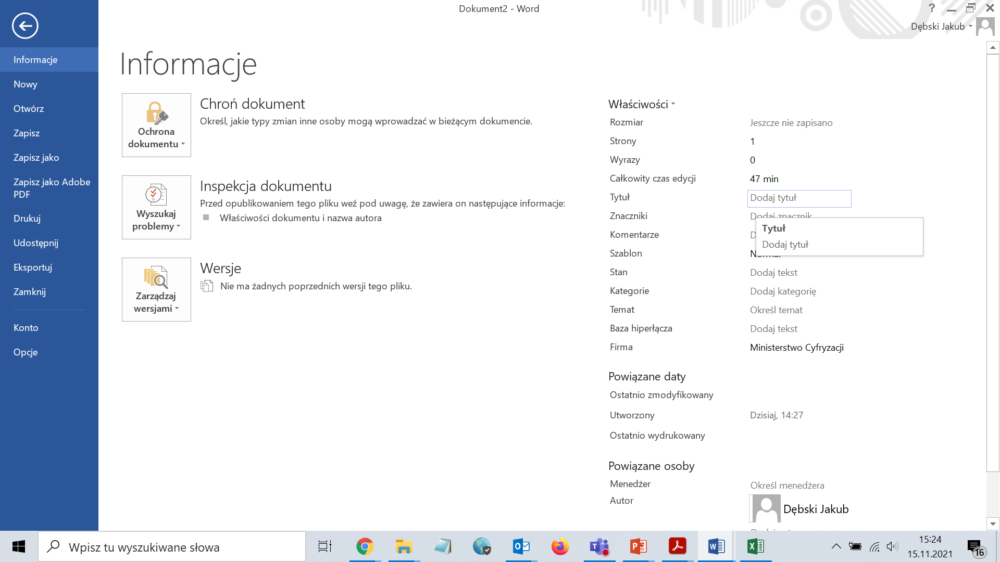 Dokument2 - Word
?
Dębski Jakub
Informacje
Nowy
Otwórz
Zapisz
Zapisz jako
Zapisz jako Adobe
PDF
Drukuj
Udostępnij
Eksportuj
Zamknij
Konto
Opcje
Informacje
Ochrona
dokumentu
Chroń dokument
Określ, jakie typy zmian inne osoby mogą wprowadzać w bieżącym dokumencie.
Wyszukaj
problemy
Inspekcja dokumentu
Przed opublikowaniem tego pliku weź pod uwagę, że zawiera on następujące informacje:
Właściwości dokumentu i nazwa autora
Zarządzaj
wersjami
Wersje
Nie ma żadnych poprzednich wersji tego pliku.
Właściwości
Rozmiar Jeszcze nie zapisano
Strony 1
Wyrazy 0
Całkowity czas edycji 47 min
Tytuł Dodaj tytuł
Znaczniki Dodaj znacznik
Komentarze
Tytuł
Dodaj tytuł
Szablon Normal
Stan Dodaj tekst
Kategorie Dodaj kategorię
Temat Określ temat
Baza hiperłącza Dodaj tekst
Firma Ministerstwo Cyfryzacji
Powiązane daty
Ostatnio zmodyfikowany
Utworzony Dzisiaj, 14:27
Ostatnio wydrukowany
Powiązane osoby
Menedżer Określ menedżera
Autor Dębski Jakub
Wpisz tu wyszukiwane słowa
15:24
15.11.2021
16